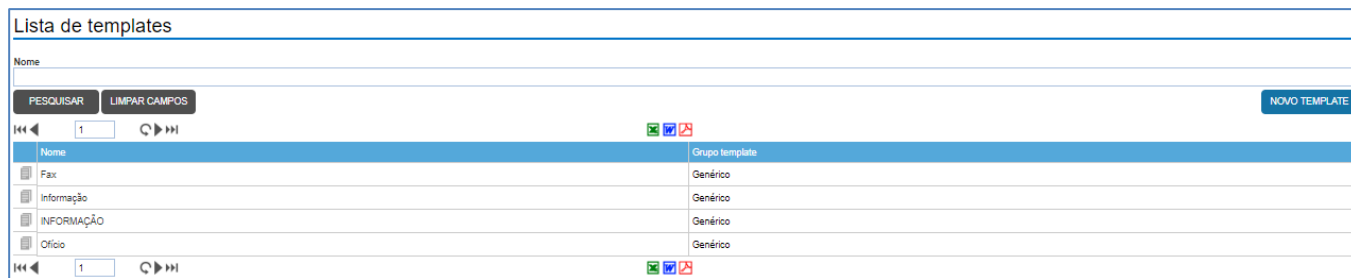 Lista de templates
Nome
PESQUISAR LIMPAR CAMPOS NOVO TEMPLATE
1
Nome Grupo template
Fax Genérico
Informação Genérico
INFORMAÇÃO Genérico
Ofício Genérico
1